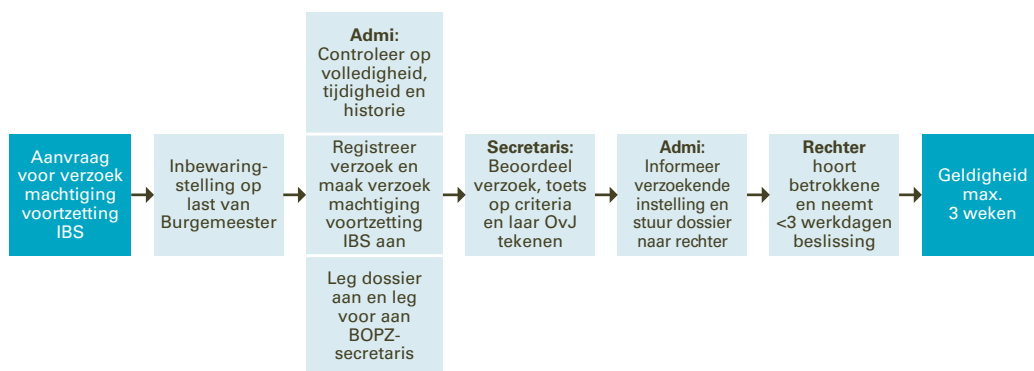 Aanvraag
voor verzoek
machtiging
voortzetting
IBS
Inbewaring-
stelling op
last van
Burgemeester
Admi:
Controleer op
volledigheid,
tijdigheid en
historie
Registreer
verzoek en
maak verzoek
machtiging
voortzetting
IBS aan
Leg dossier
aan en leg
voor aan
BOPZ-
secretaris
Secretaris:
Beoordeel
verzoek, toets
op criteria
en laar OvJ
tekenen
Admi:
Informeer
verzoekende
instelling en
stuur dossier
naar rechter
Rechter
hoort
betrokkene
en neemt
<3 werkdagen
beslissing
Geldigheid
max.
3 weken